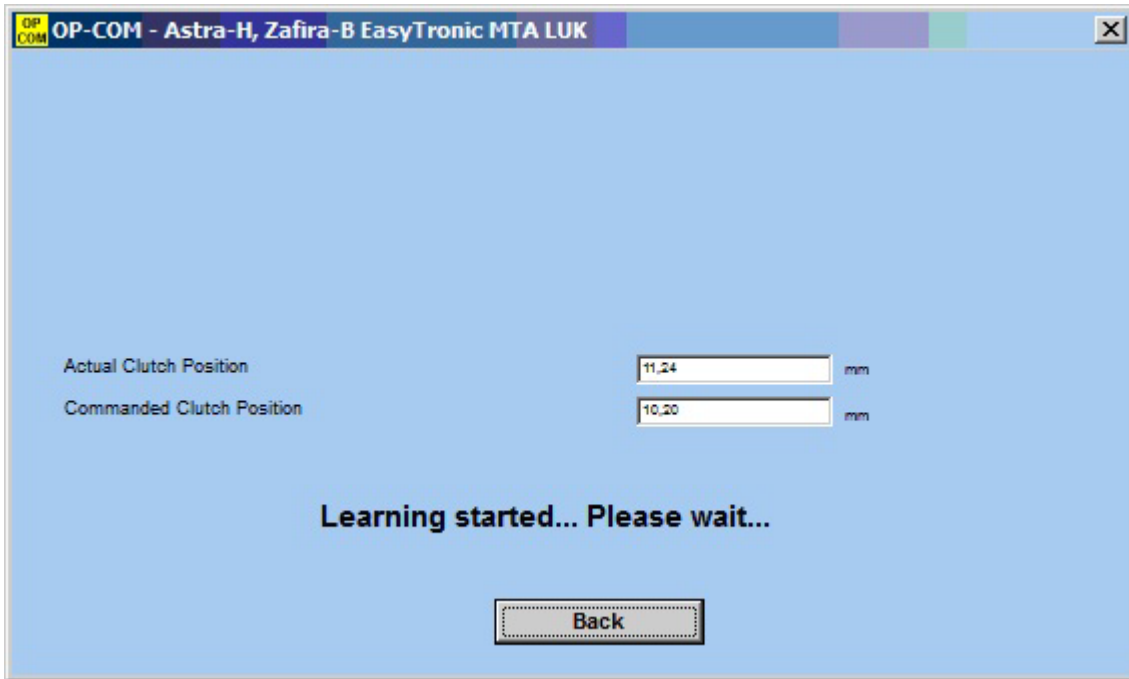 OP COM OP-COM - Astra-H, Zafira-B EasyTronic MTA LUK
Actual Clutch Position 11,24 mm
Commanded Clutch Position 10,20 mm
Learning started... Please wait...
Back